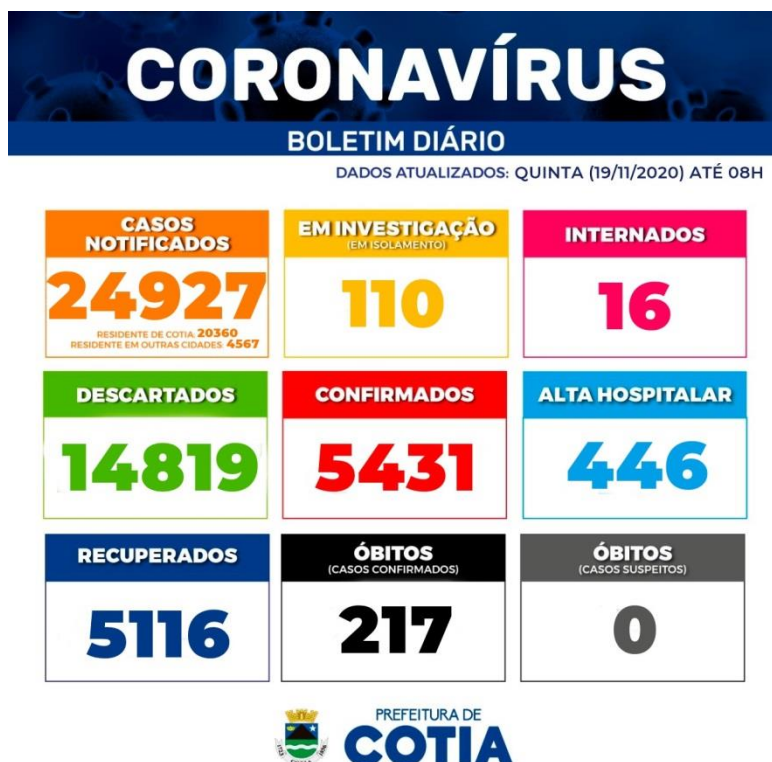 CORONAVÍRUS
BOLETIM DIÁRIO
DADOS ATUALIZADOS: QUINTA (19/11/2020) ATÉ 08H
CASOS
NOTIFICADOS
24927
RESIDENTE DE COTIA: 20360
RESIDENTE EM OUTRAS CIDADES: 4567
EM INVESTIGAÇÃO
(EM ISOLAMENTO)
110
INTERNADOS
16
DESCARTADOS
14819
CONFIRMADOS
5431
ALTA HOSPITALAR
446
RECUPERADOS
5116
ÓBITOS
(CASOS CONFIRMADOS)
217
ÓBITOS
(CASOS SUSPEITOS)
0
PREFEITURA DE
COTIA